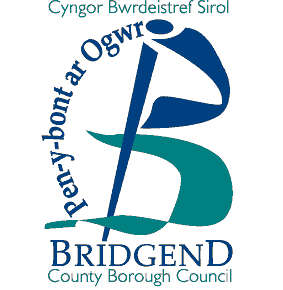 Cyngor Bwrdeistref Sirol
Pen-y-bont ar Ogwr
BRIDGEND
County Borough Council